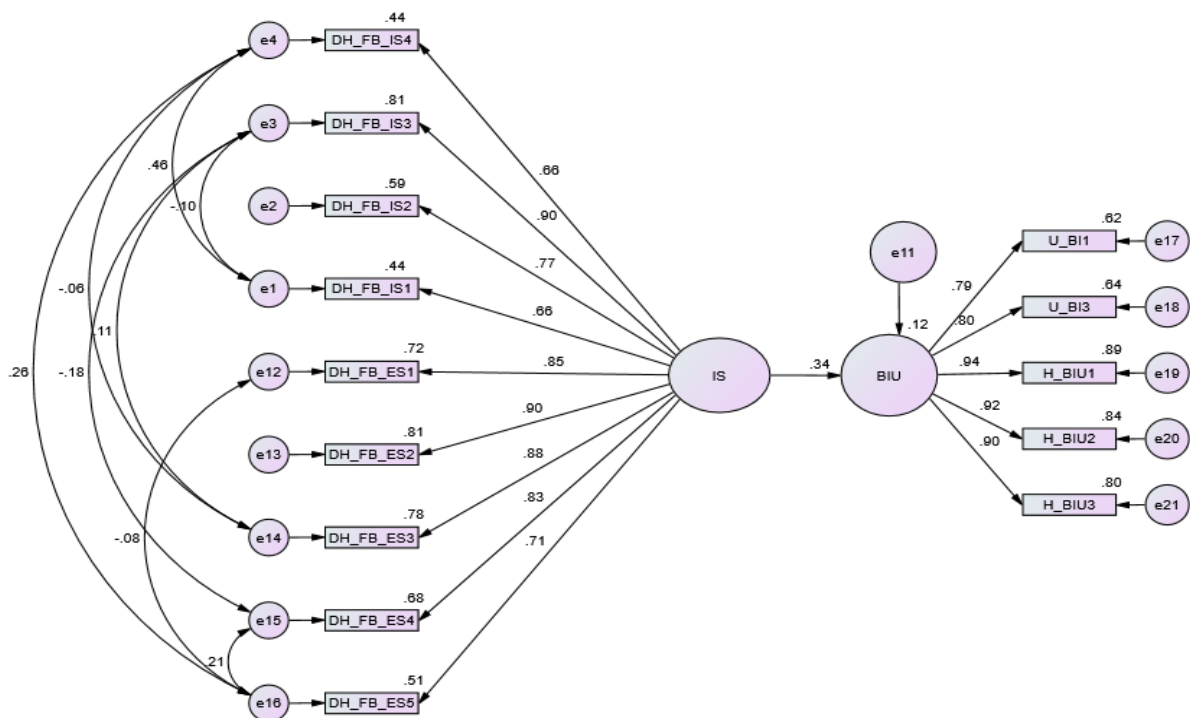 .44
e4
DH_FB_IS4
.81
e3
DH_FB_IS3
.46
.66
.59
-.10
e2
DH_FB_IS2
.90
.62
e11
U_BI1
e17
.44
.77
e1
DH_FB_IS1
.79
-.06
.66
.64
.12
.80
U_BI3
e18
.11
.72
.85
.89
.26
-.18
e12
DH_FB_ES1
IS
.34
BIU
.94
H_BIU1
e19
.90
.92
.84
.81
e13
DH_FB_ES2
H_BIU2
e20
.88
.90
.80
.78
.83
H_BIU3
e21
-.08
e14
DH_FB_ES3
.71
.68
e15
DH_FB_ES4
.21
.51
e16
DH_FB_ES5